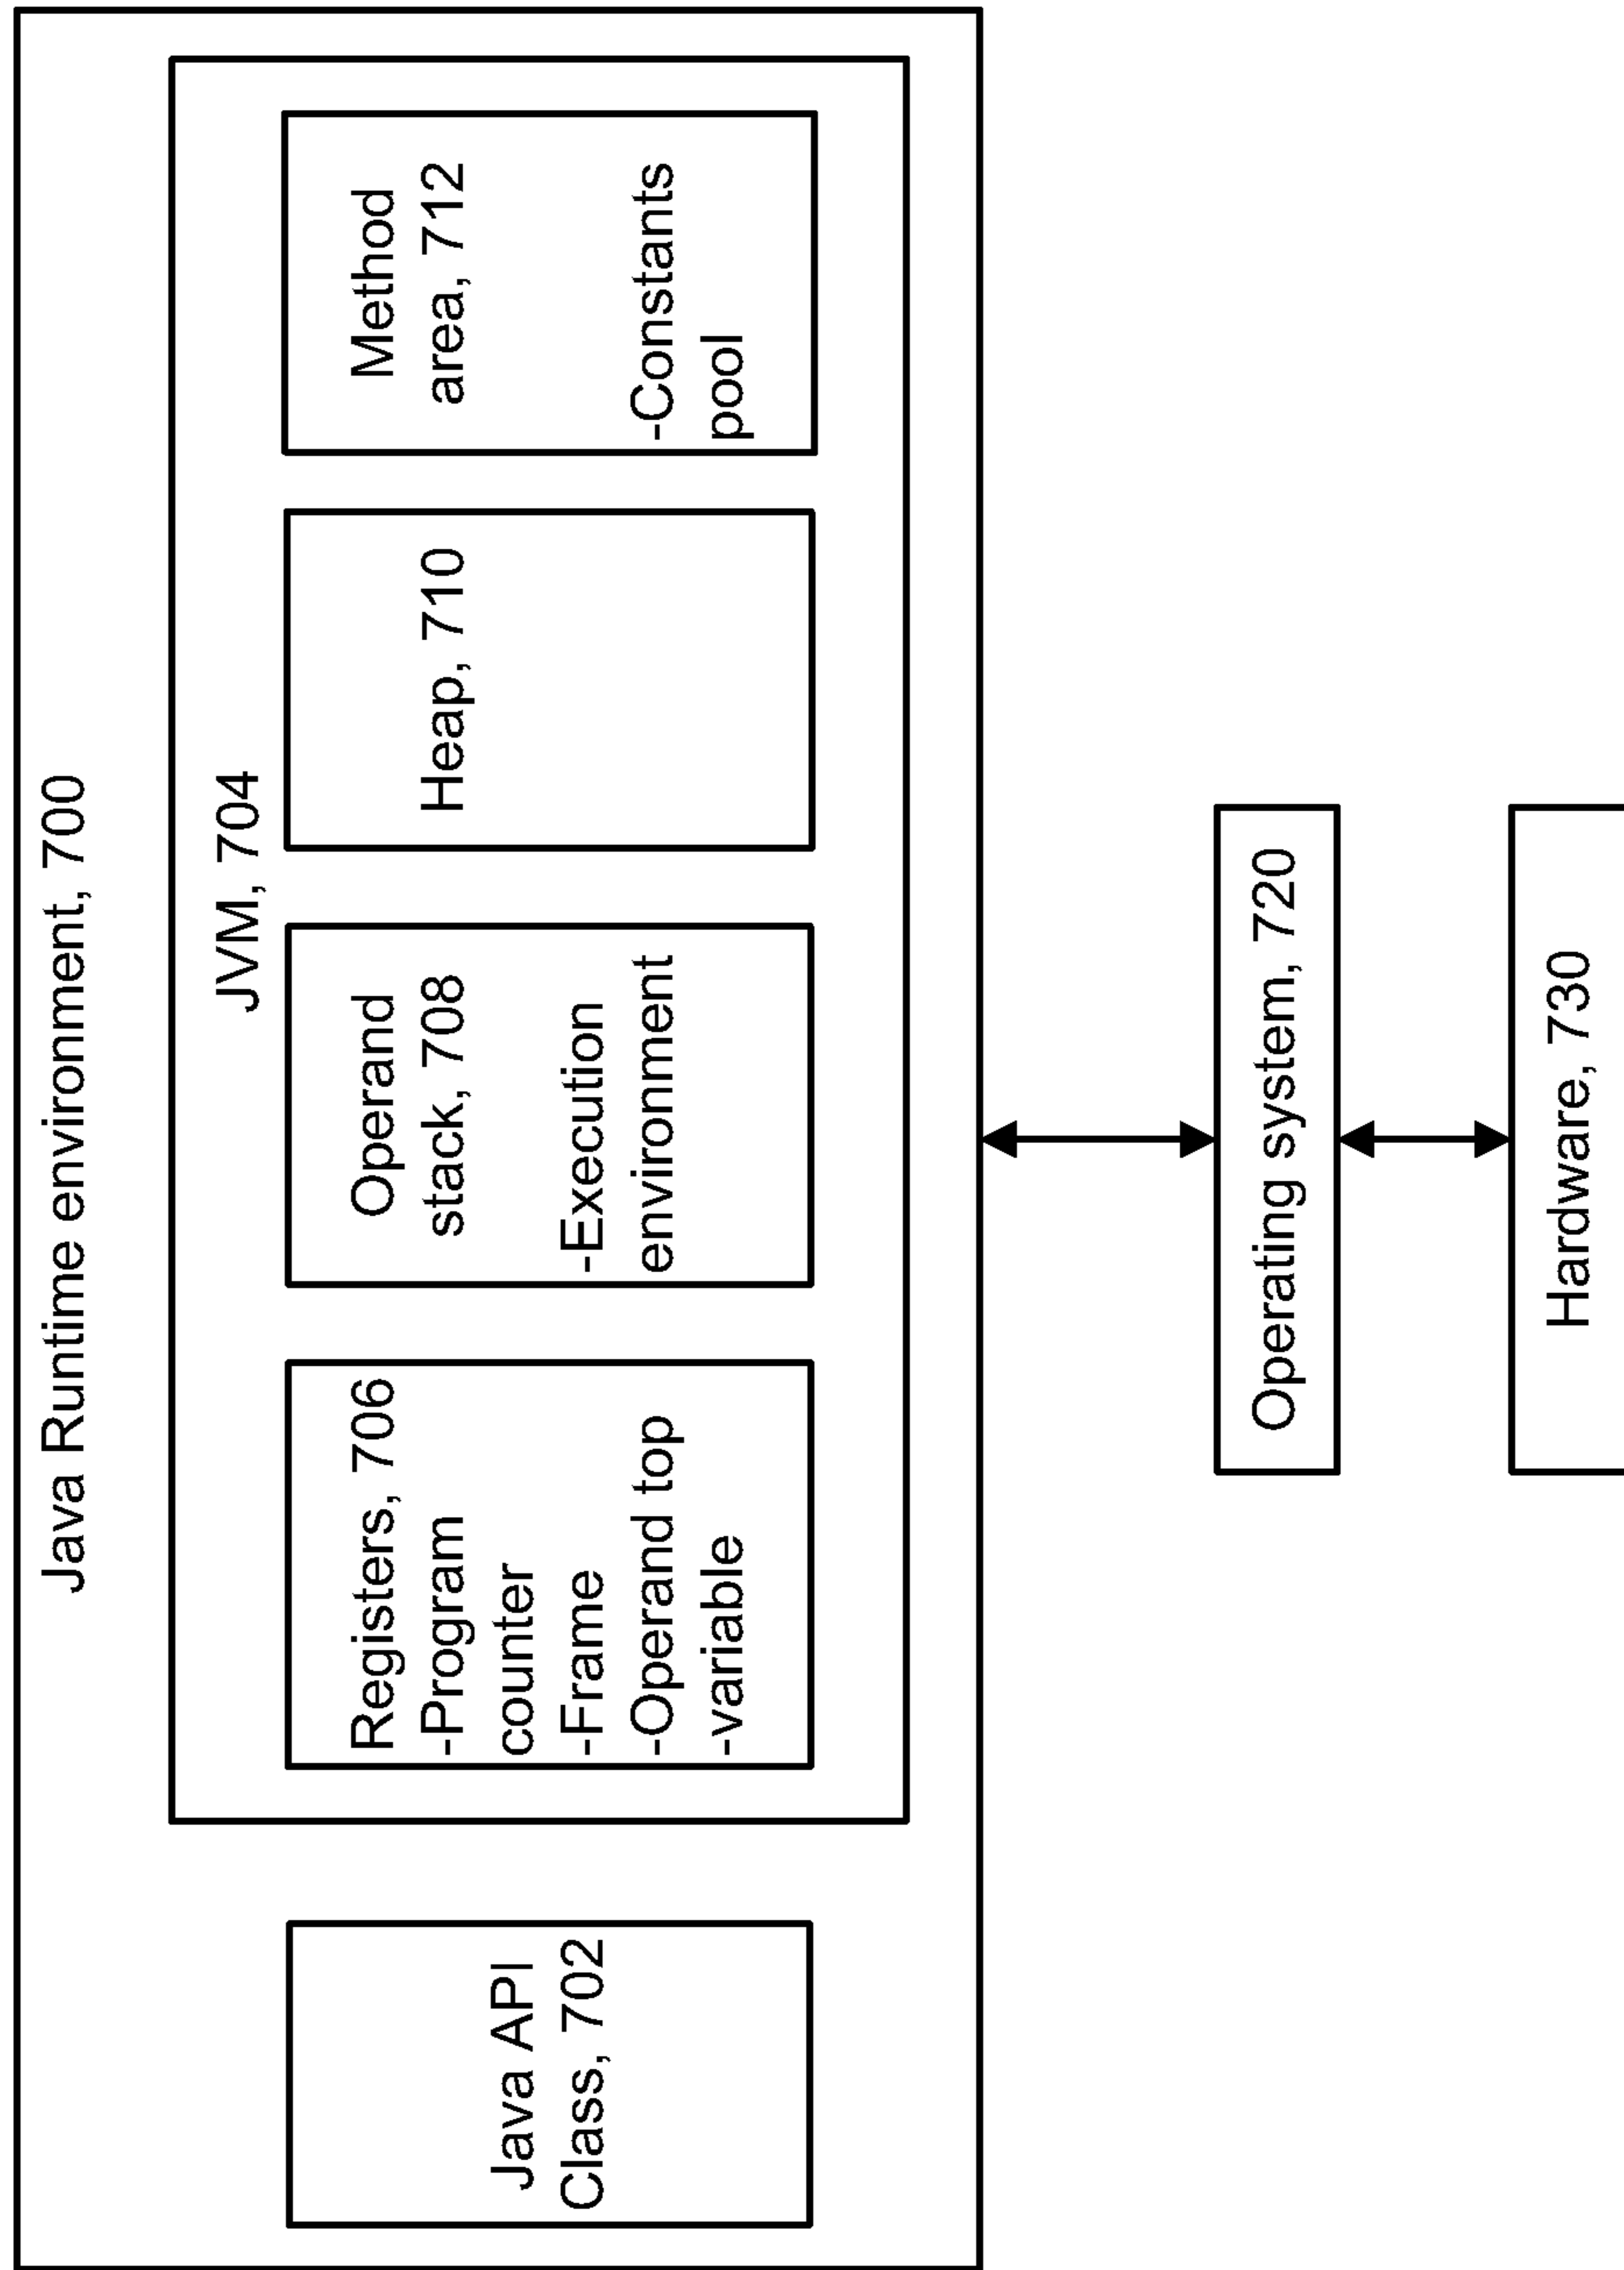 Java Runtime environment, 700
JVM, 704
Java API
Class, 702
Registers, 706
-Program
counter
-Frame
-Operand top
-variable
Operand
stack, 708
-Execution
environment
Heap, 710
Method
area, 712
-Constants
pool
Operating system, 720
Hardware, 730